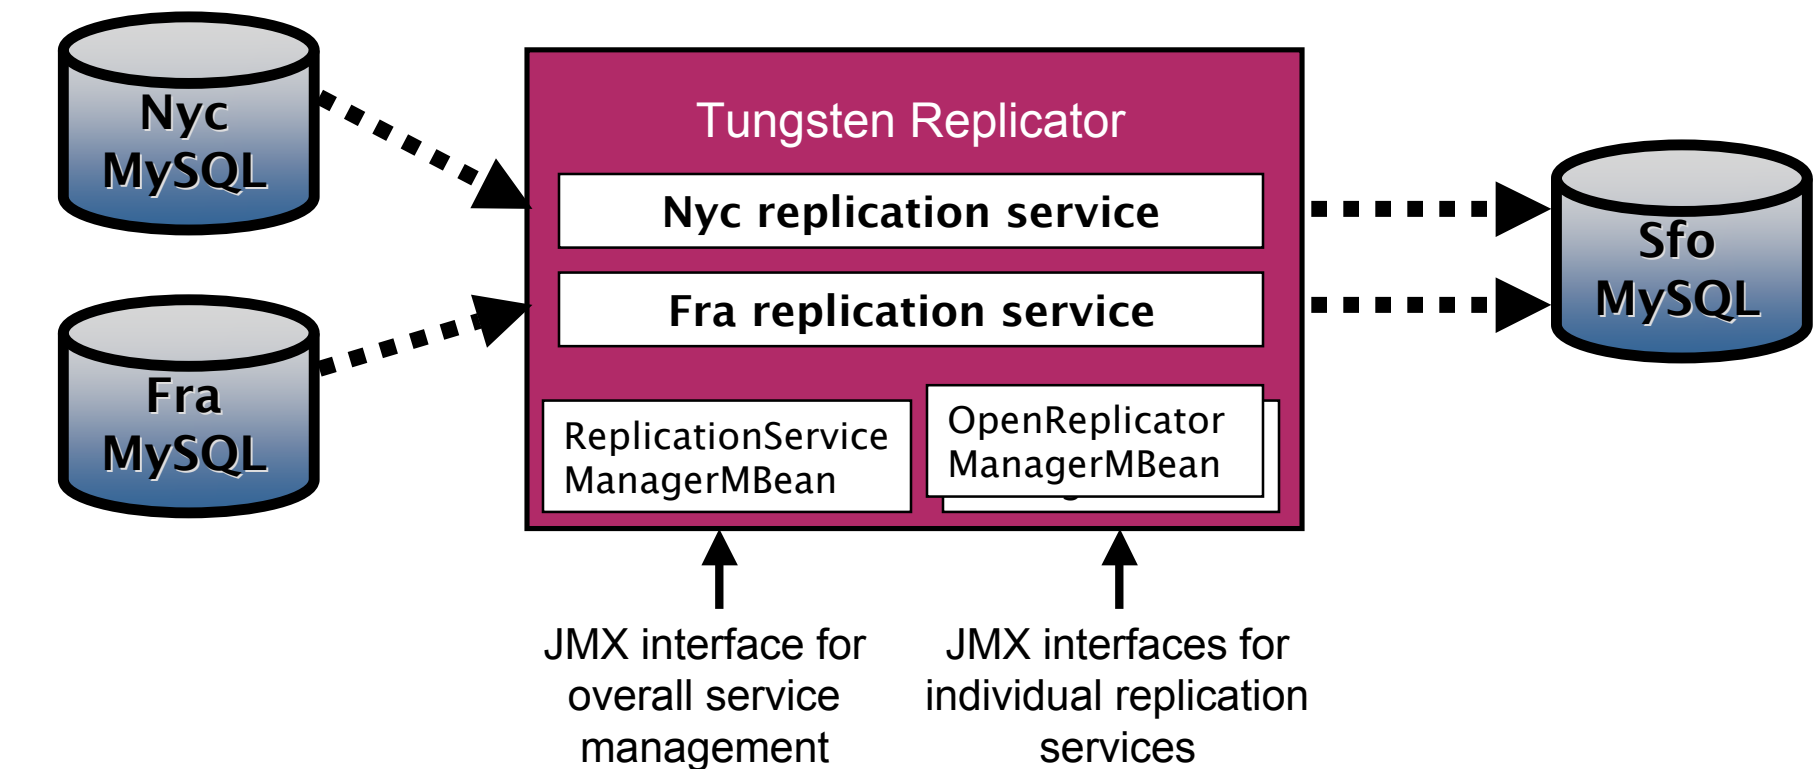 Nyc
MySQL
Tungsten Replicator
Nyc replication service
Fra replication service
Sfo
MySQL
Fra
MySQL
ReplicationService
ManagerMBean
OpenReplicator
ManagerMBean
JMX interface for
overall service
management
JMX interfaces for
individual replication
services